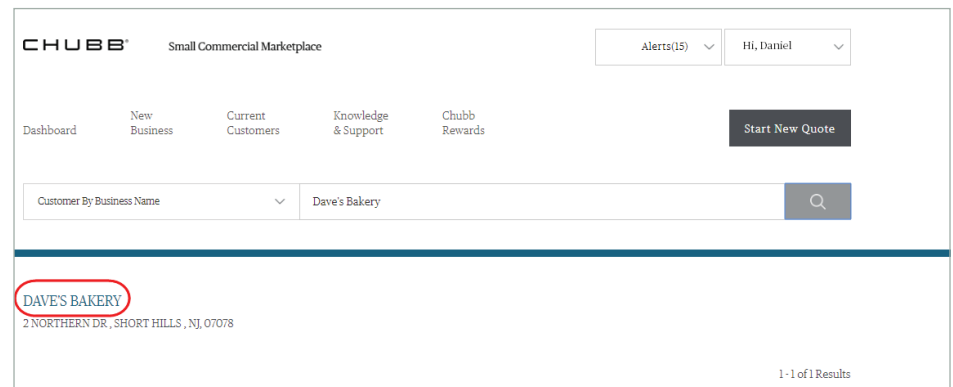 CHUBB® Small Commercial Marketplace Alerts(15) Hi, Daniel
Dashboard
New
Business
Current
Customers
Knowledge
& Support
Chubb
Rewards
Start New Quote
Customer By Business Name Dave's Bakery
DAVE'S BAKERY
2 NORTHERN DR , SHORT HILLS , NJ, 07078
1 - 1 of 1 Results